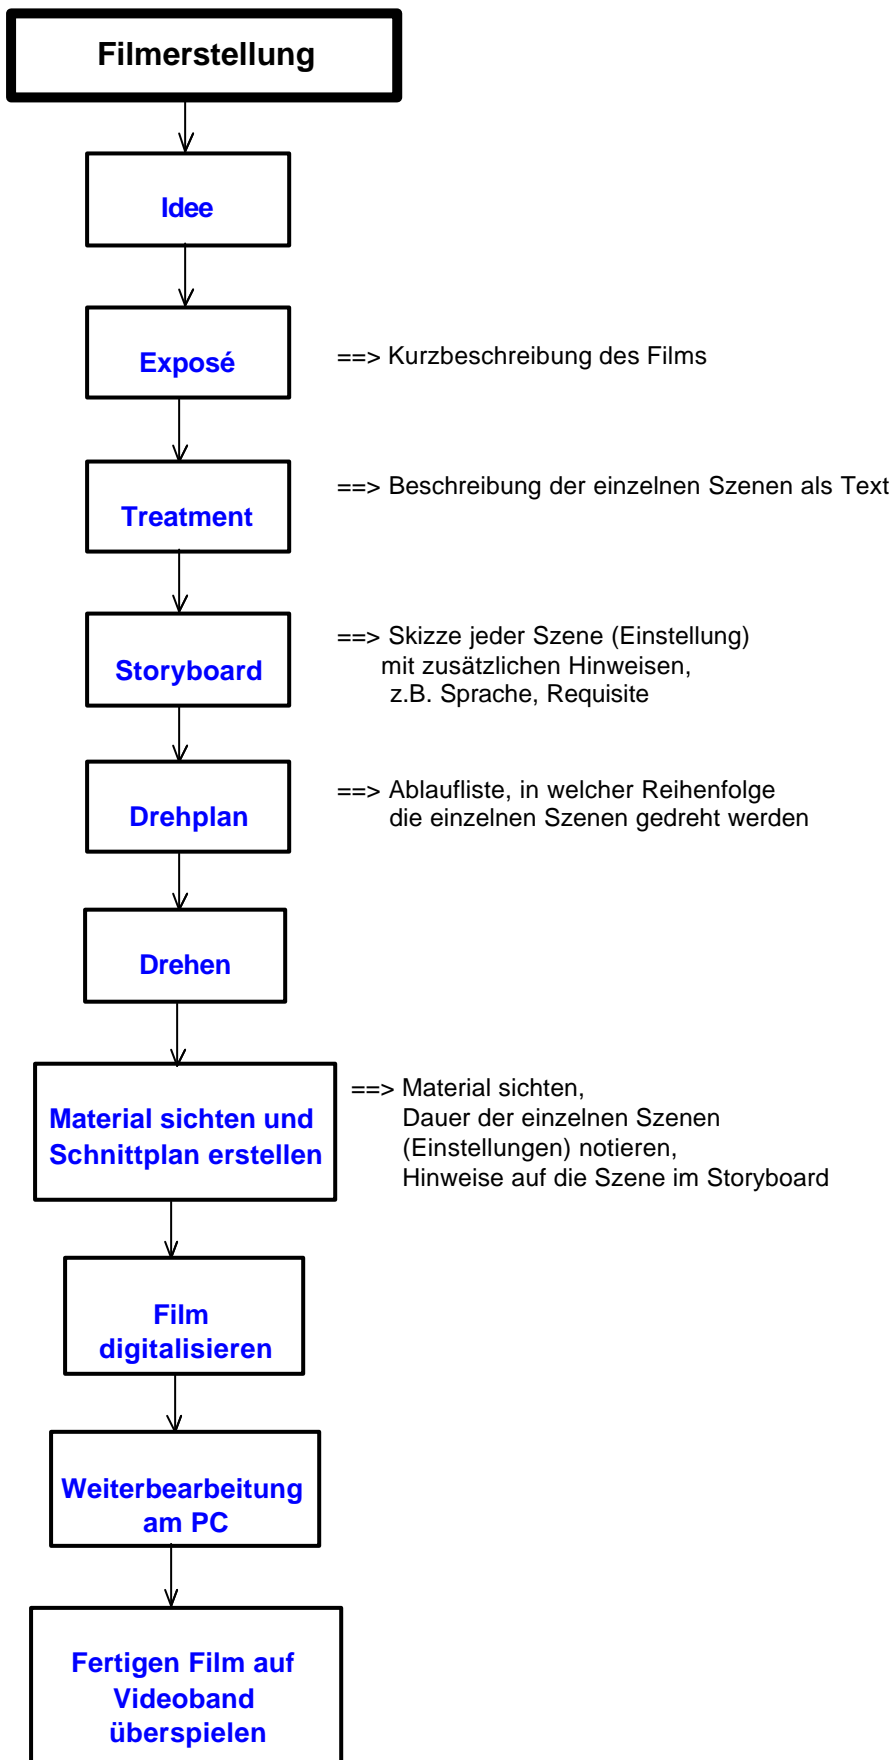 Filmerstellung
Idee
Exposé
==> Kurzbeschreibung des Films
Treatment
==> Beschreibung der einzelnen Szenen als Text
Storyboard
==> Skizze jeder Szene (Einstellung)
mit zusätzlichen Hinweisen,
z.B. Sprache, Requisite
Drehplan
==> Ablaufliste, in welcher Reihenfolge
die einzelnen Szenen gedreht werden
Drehen
Material sichten und
Schnittplan erstellen
==> Material sichten,
Dauer der einzelnen Szenen
(Einstellungen) notieren,
Hinweise auf die Szene im Storyboard
Film
digitalisieren
Weiterbearbeitung
am PC
Fertigen Film auf
Videoband
überspielen